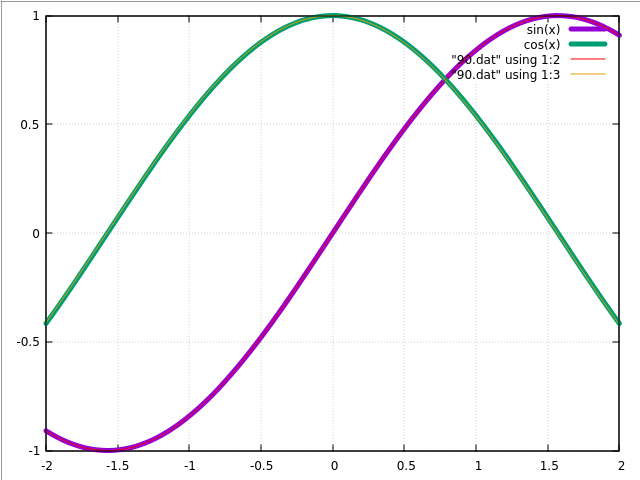 1
sin(x)
cos(x)
"90.dat" using 1:2
"90.dat" using 1:3
0.5
0
-0.5
-1
-2 -1.5 -1 -0.5 0 0.5 1 1.5 2